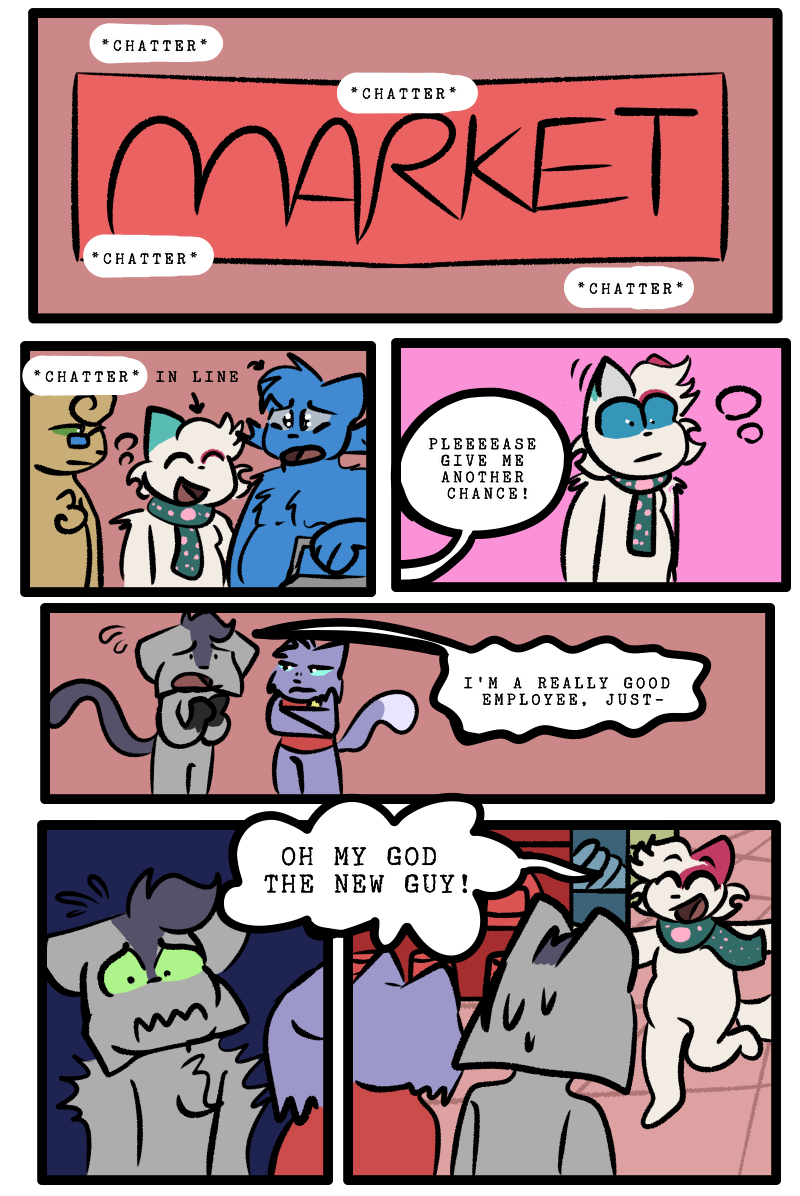 *CHATTER*
*CHATTER*
MARKET
*CHATTER*
*CHATTER*
*CHATTER*
IN LINE
PLEEEEASE
GIVE ME
ANOTHER
CHANCE!
I'M A REALLY GOOD
EMPLOYEE, JUST-
OH MY GOD
THE NEW GUY!